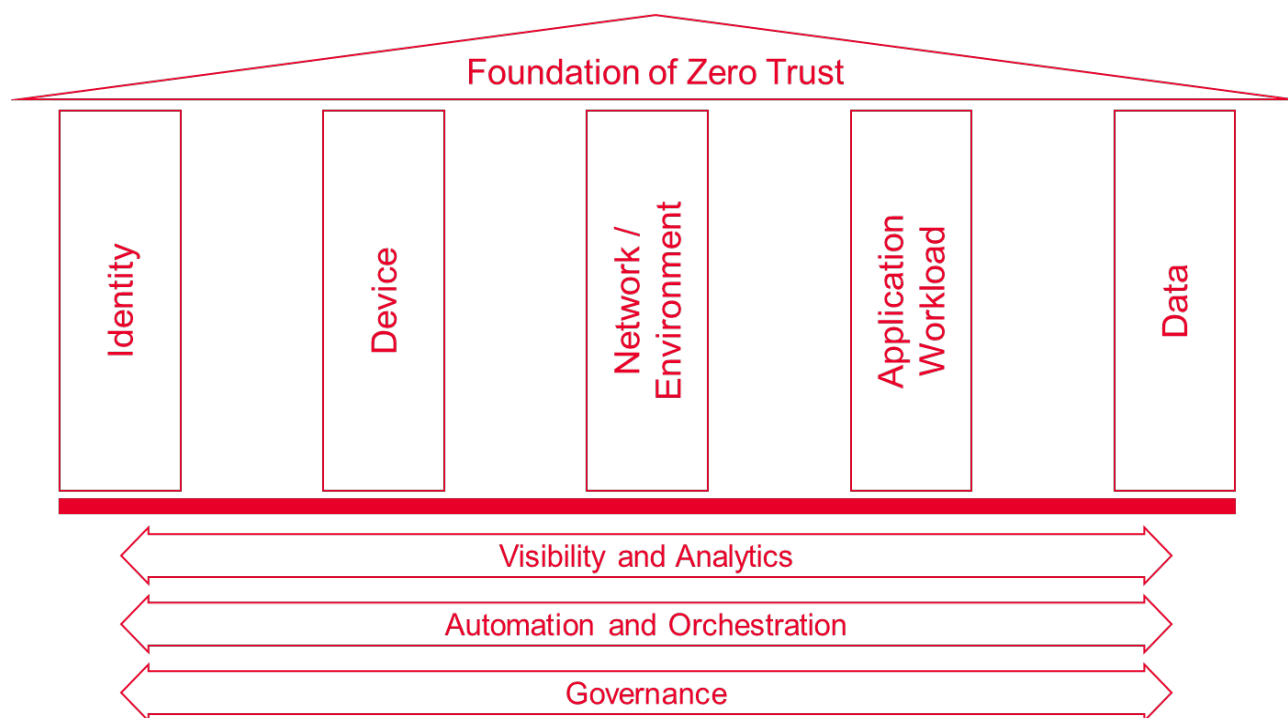 Foundation of Zero Trust
Identity
Device
Network /
Environment
Application
Workload
Data
Visibility and Analytics
Automation and Orchestration
Governance